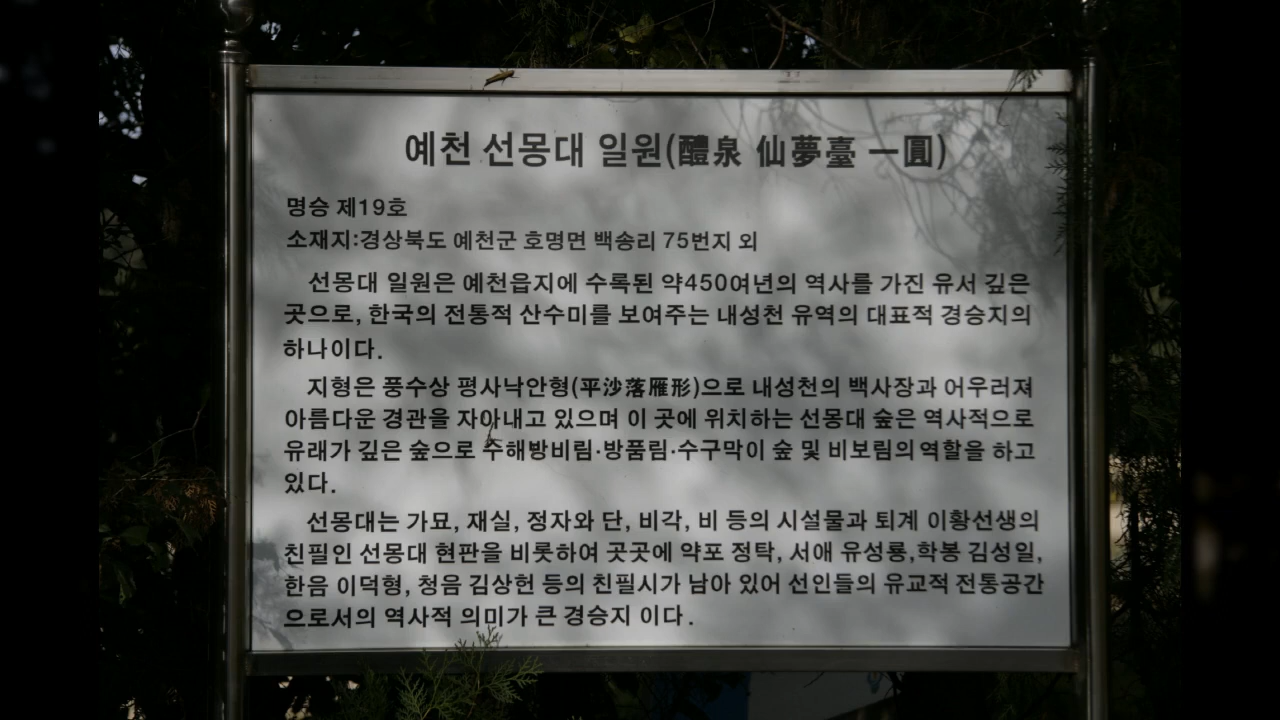 예천 선몽대 일원(醴泉 仙夢臺 一圓)
명승 제19호
소재지:경상북도 예천군 호명면 백송리 75번지 외
선몽대 일원은 예천읍지에 수록된 약450여년의 역사를 가진 유서 깊은
곳으로, 한국의 전통적 산수미를 보여주는 내성천 유역의 대표적 경승지의
하나이다.
지형은 풍수상 평사낙안형(平沙落雁形)으로 내성천의 백사장과 어우러져
아름다운 경관을 자아내고 있으며 이 곳에 위치하는 선몽대 숲은 역사적으로
유래가 깊은 숲으로 수해방비림·방품림·수구막이 숲 및 비보림의역할을 하고
있다.
선몽대는 가묘, 재실, 정자와 단, 비각, 비 등의 시설물과 퇴계 이황선생의
친필인 선몽대 현판을 비롯하여 곳곳에 약포 정탁, 서애 유성룡,학봉 김성일,
한음 이덕형, 청음 김상헌 등의 친필시가 남아 있어 선인들의 유교적 전통공간
으로서의 역사적 의미가 큰 경승지 이다.